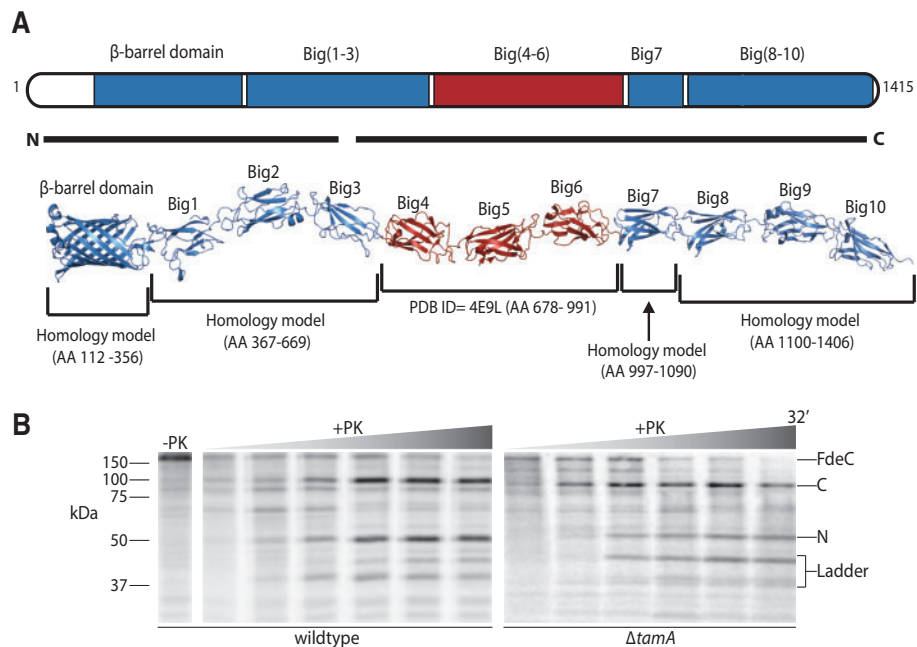 A
β-barrel domain Big(1-3) Big(4-6) Big7 Big(8-10)
1 1415
N C
β-barrel domain Big1 Big2 Big3 Big4 Big5 Big6 Big7 Big8 Big9 Big10
Homology model
(AA 112 -356)
Homology model
(AA 367-669)
PDB ID= 4E9L (AA 678- 991)
Homology model
(AA 997-1090)
Homology model
(AA 1100-1406)
B
-PK +PK +PK 32′
150
100
75
kDa
50
37
FdeC
C
N
Ladder
wildtype ΔtamA